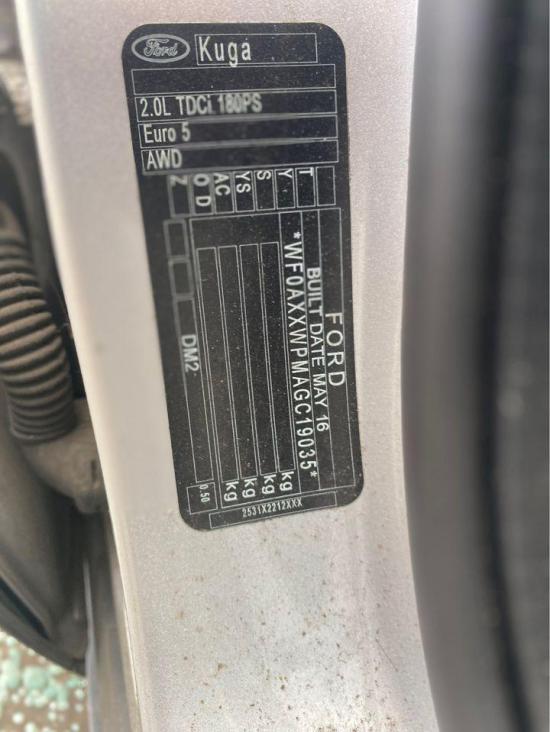 Ford
Kuga
2.0L TDCi 180PS
Euro 5
AWD
FORD
BUILT DATE MAY 16
*WF0AXXWPMAGC19035*
kg
kg
kg
kg
T
Y
S
YS
AC
O D
Z
DM2:
0.50
2531X2212XXX